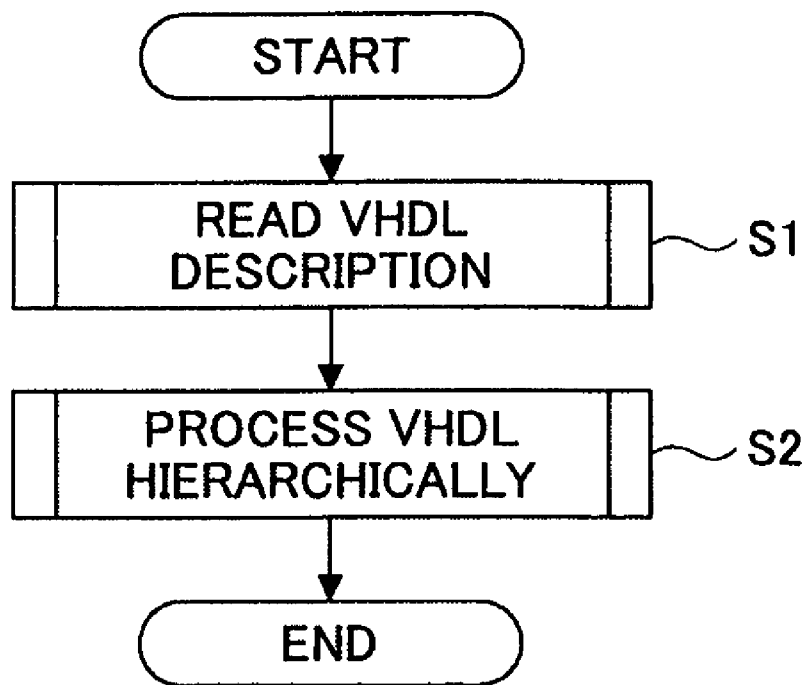 START
READ VHDL
DESCRIPTION
S1
PROCESS VHDL
HIERARCHICALLY
S2
END